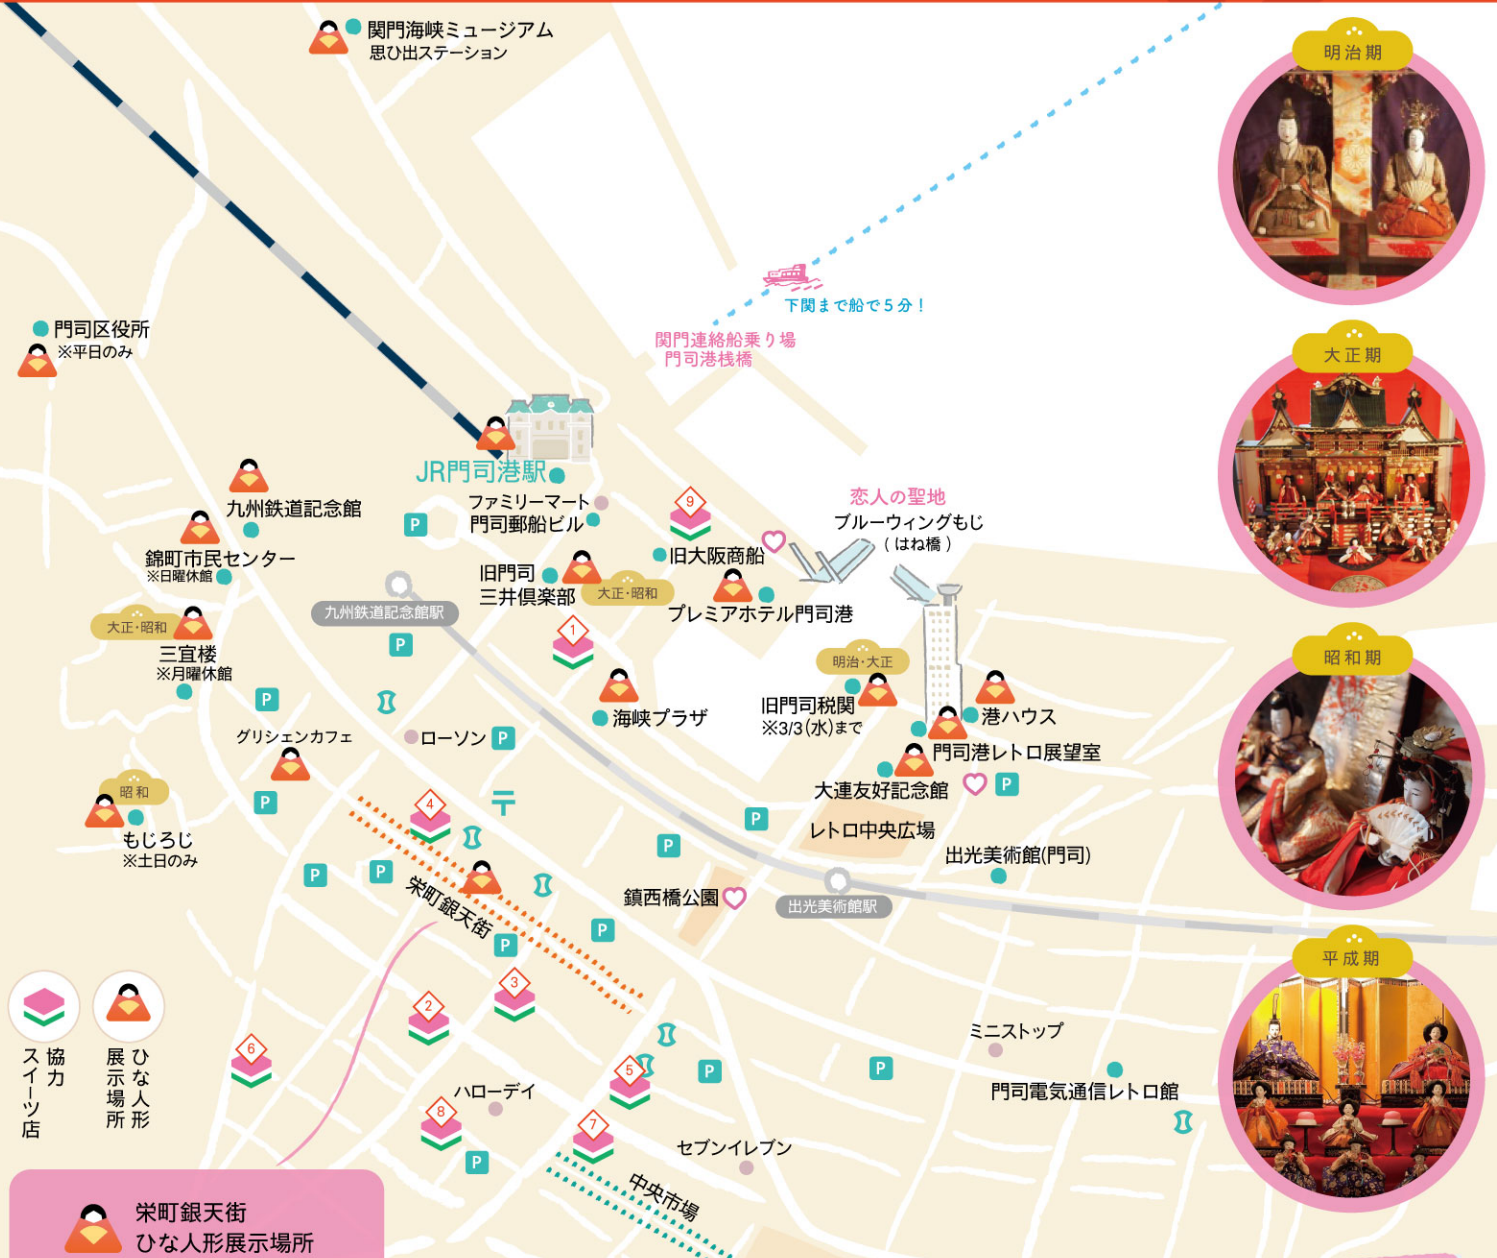 関門海峡ミュージアム
思ひ出ステーション
明治期
下関まで船で5分！
関門連絡船乗り場
門司港桟橋
門司区役所
※平日のみ
大正期
JR門司港駅
九州鉄道記念館
ファミリーマート
門司郵船ビル
P
9
恋人の聖地
ブルーウィングもじ
(はね橋)
錦町市民センター
※日曜休館
旧大阪商船
旧門司
三井倶楽部
大正・昭和
プレミアホテル門司港
九州鉄道記念館駅
大正・昭和
三宜楼
※月曜休館
1
P
明治・大正
昭和期
P
旧門司税関
※3/3(水)まで
海峡プラザ
港ハウス
グリシェンカフェ
ローソン
P
門司港レトロ展望室
昭和
もじろじ
※土日のみ
P
4
〒
大連友好記念館
P
P
レトロ中央広場
P
出光美術館(門司)
P
P
栄町銀天街
鎮西橋公園
出光美術館駅
P
P
平成期
3
2
6
協力
スイーツ店
ひな人形
展示場所
ミニストップ
5
P
P
門司電気通信レトロ館
ハローデイ
8
7
P
セブンイレブン
中央市場
栄町銀天街
ひな人形展示場所